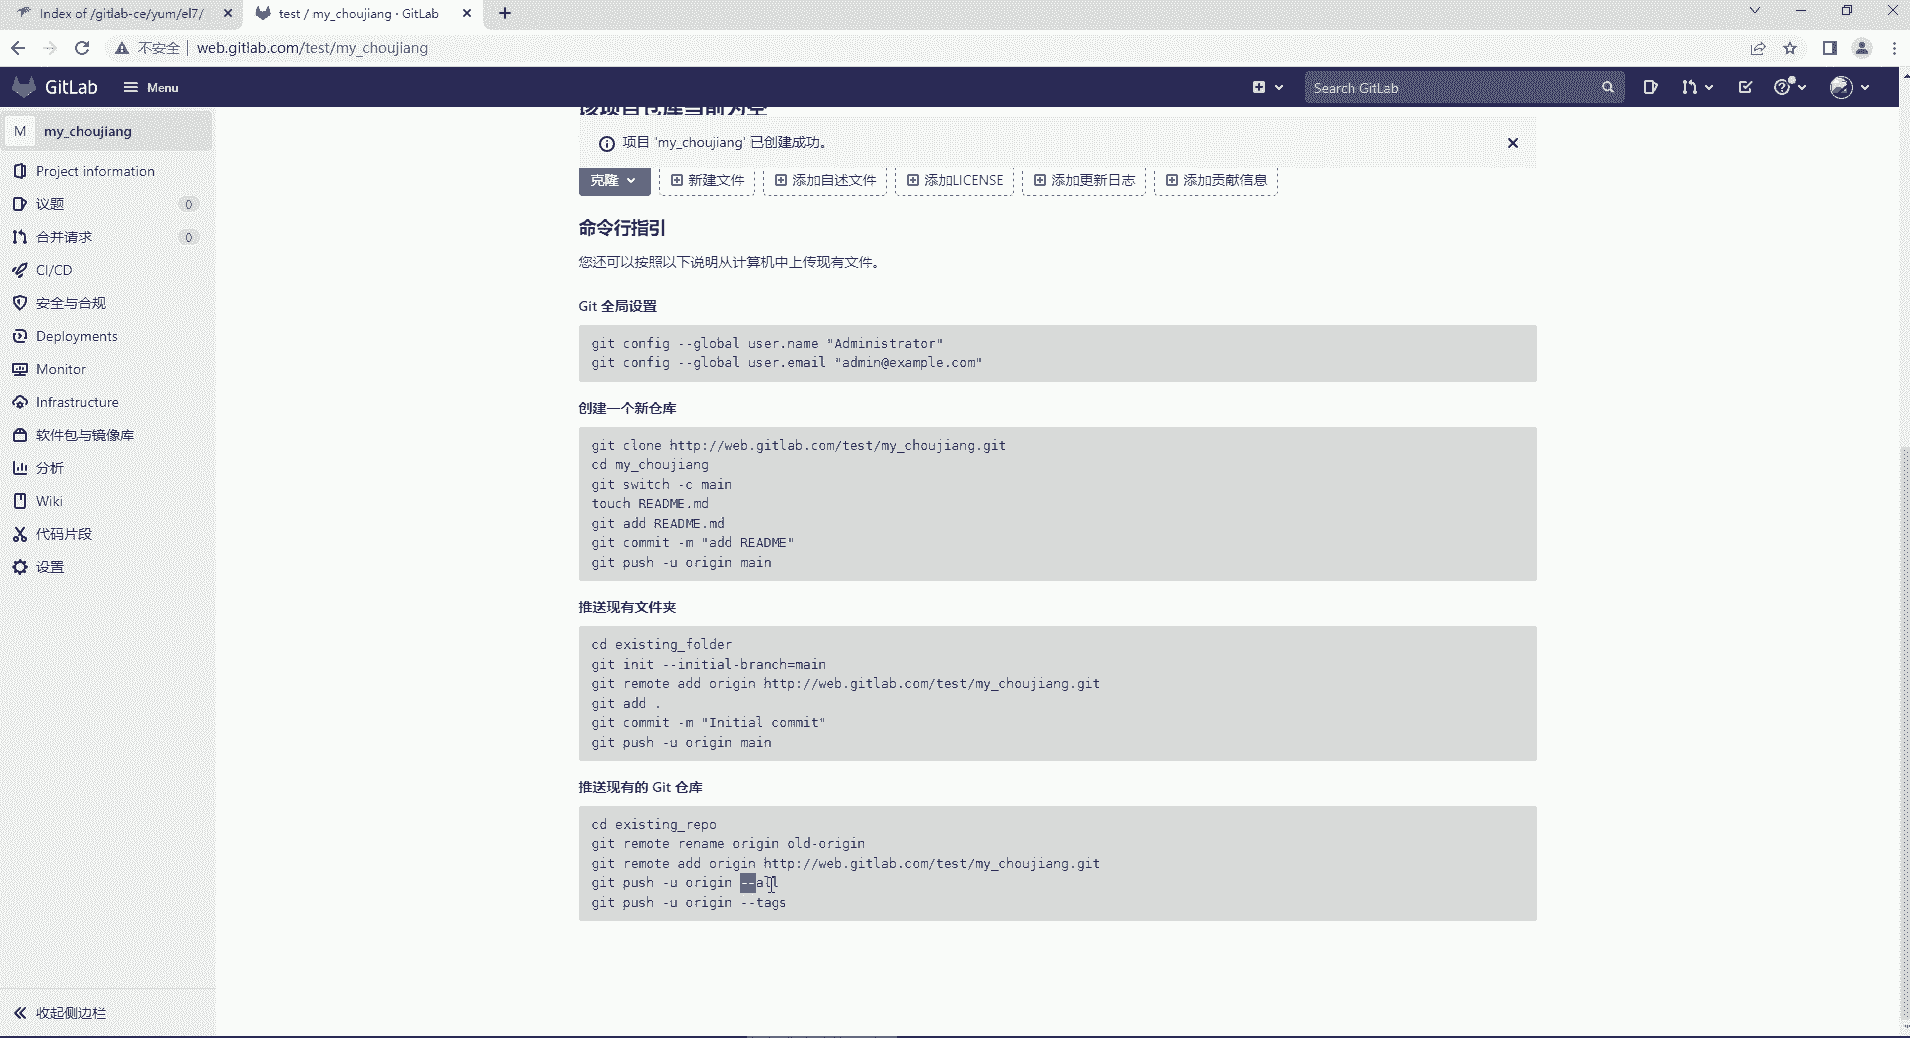 Index of /gitlab-ce/yum/el7/
test / my_choujiang · GitLab
不安全
web.gitlab.com/test/my_choujiang
GitLab
Menu
Search GitLab
M my_choujiang
Project information
议题 0
合并请求 0
CI/CD
安全与合规
Deployments
Monitor
Infrastructure
软件包与镜像库
分析
Wiki
代码片段
设置
收起侧边栏
该项目仓库当前为空
项目 'my_choujiang' 已创建成功。
克隆 新建文件 添加自述文件 添加LICENSE 添加更新日志 添加贡献信息
命令行指引
您还可以按照以下说明从计算机中上传现有文件。
Git 全局设置
git config --global user.name "Administrator"
git config --global user.email "admin@example.com"
创建一个新仓库
git clone http://web.gitlab.com/test/my_choujiang.git
cd my_choujiang
git switch -c main
touch README.md
git add README.md
git commit -m "add README"
git push -u origin main
推送现有文件夹
cd existing_folder
git init --initial-branch=main
git remote add origin http://web.gitlab.com/test/my_choujiang.git
git add .
git commit -m "Initial commit"
git push -u origin main
推送现有的 Git 仓库
cd existing_repo
git remote rename origin old-origin
git remote add origin http://web.gitlab.com/test/my_choujiang.git
git push -u origin --all
git push -u origin --tags